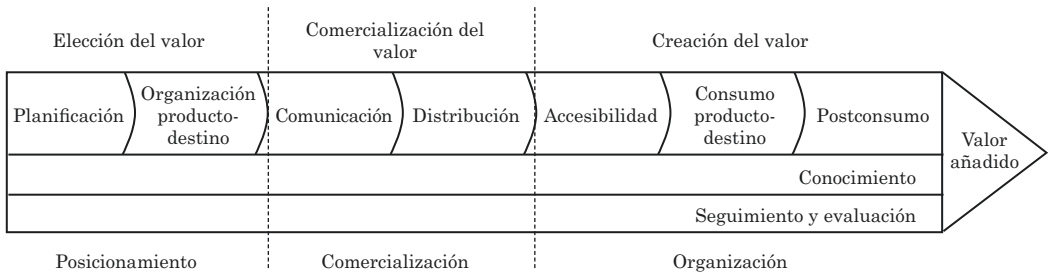 Elección del valor
Comercialización del
valor
Creación del valor
Planificación
Organización
producto-
destino
Comunicación
Distribución
Accesibilidad
Consumo
producto-
destino
Postconsumo
Valor
añadido
Conocimiento
Seguimiento y evaluación
Posicionamiento
Comercialización
Organización